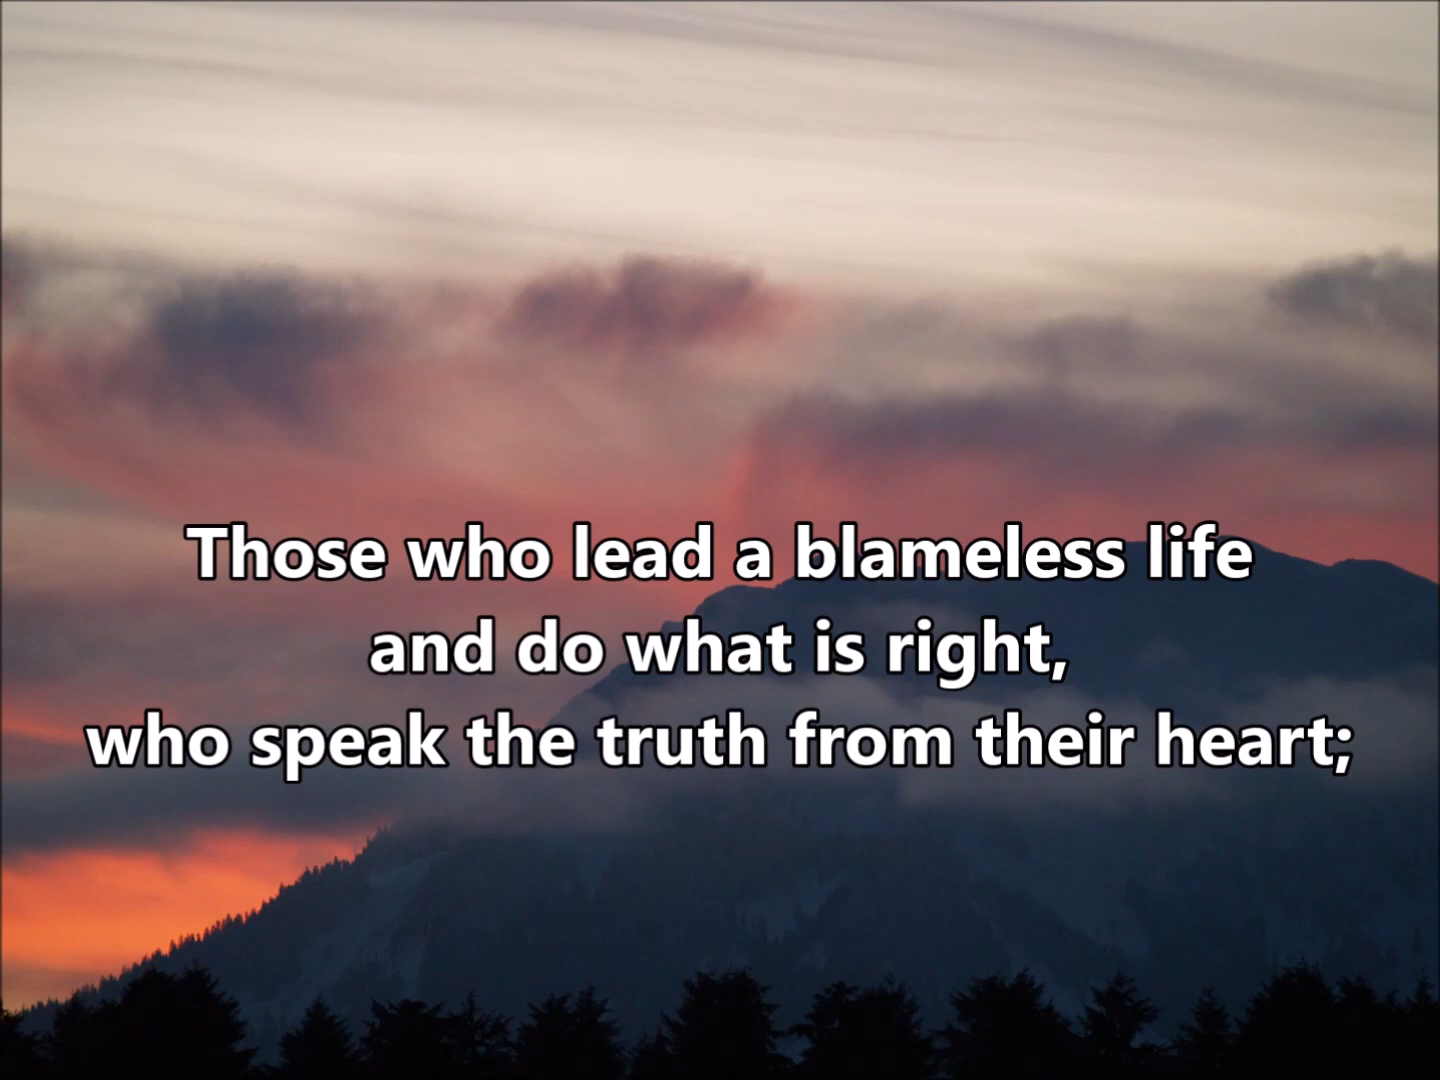 Those who lead a blameless life
and do what is right,
who speak the truth from their heart;